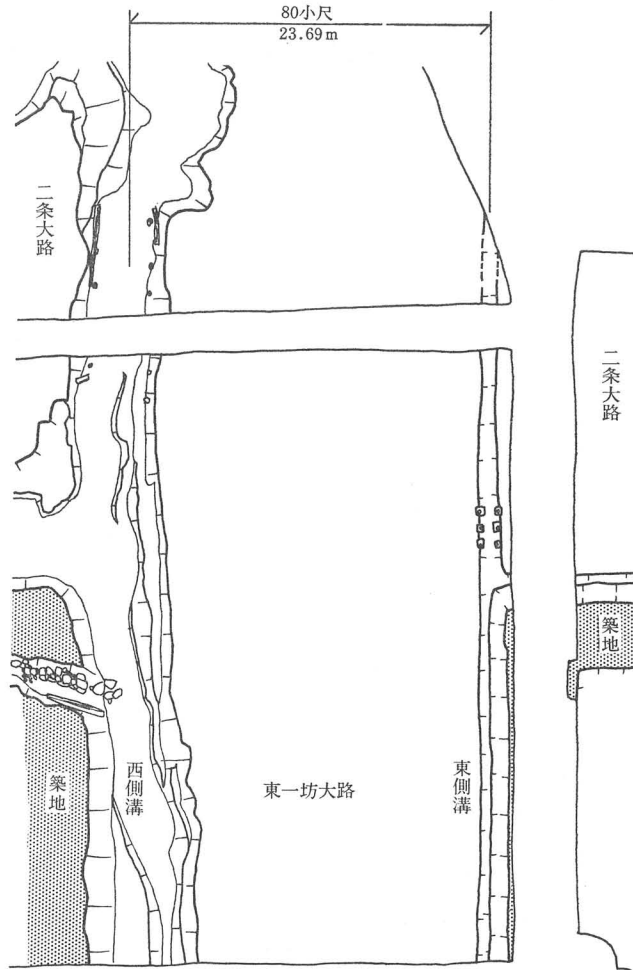 80小尺
23.69m
二条大路
二条大路
築地
築地
西側溝
東一坊大路
東側溝